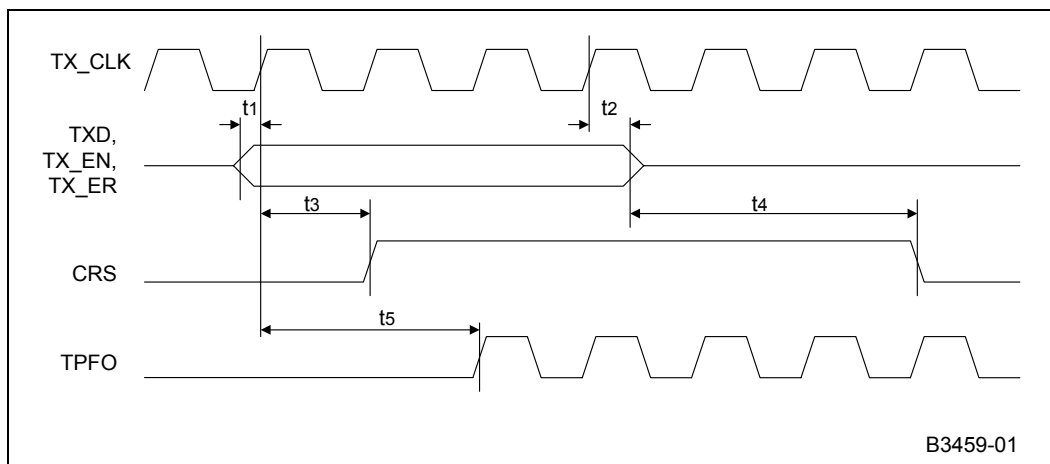 TX_CLK
t1
t2
TXD,
TX_EN,
TX_ER
t3
t4
CRS
t5
TPFO
B3459-01